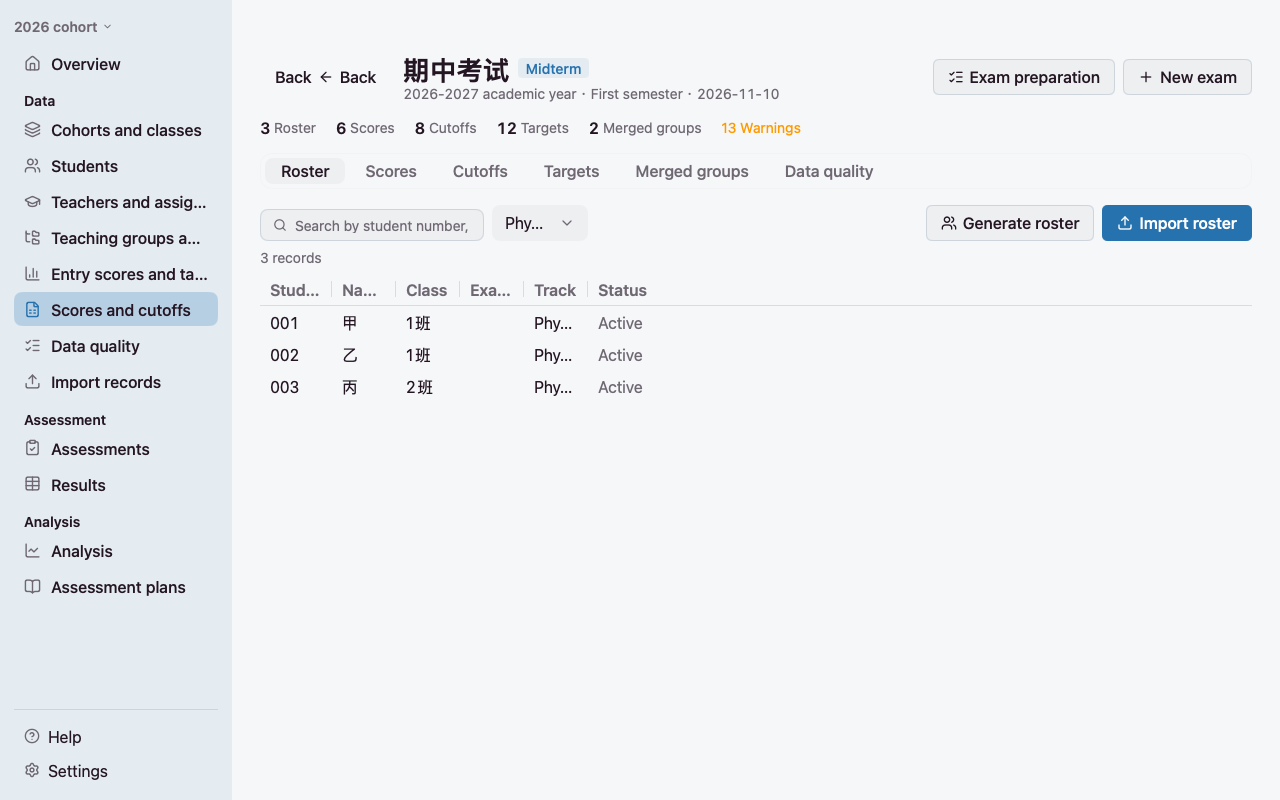 2026 cohort
Overview
Data
Cohorts and classes
Students
Teachers and assig...
Teaching groups a...
Entry scores and ta...
Scores and cutoffs
Data quality
Import records
Assessment
Assessments
Results
Analysis
Analysis
Assessment plans
Help
Settings
Back ← Back
期中考试 Midterm
2026-2027 academic year · First semester · 2026-11-10
Exam preparation
+ New exam
3 Roster 6 Scores 8 Cutoffs 12 Targets 2 Merged groups 13 Warnings
Roster Scores Cutoffs Targets Merged groups Data quality
Search by student number,
Phy...
Generate roster
Import roster
3 records
Stud... Na... Class Exa... Track Status
001 甲 1班 Phy... Active
002 乙 1班 Phy... Active
003 丙 2班 Phy... Active